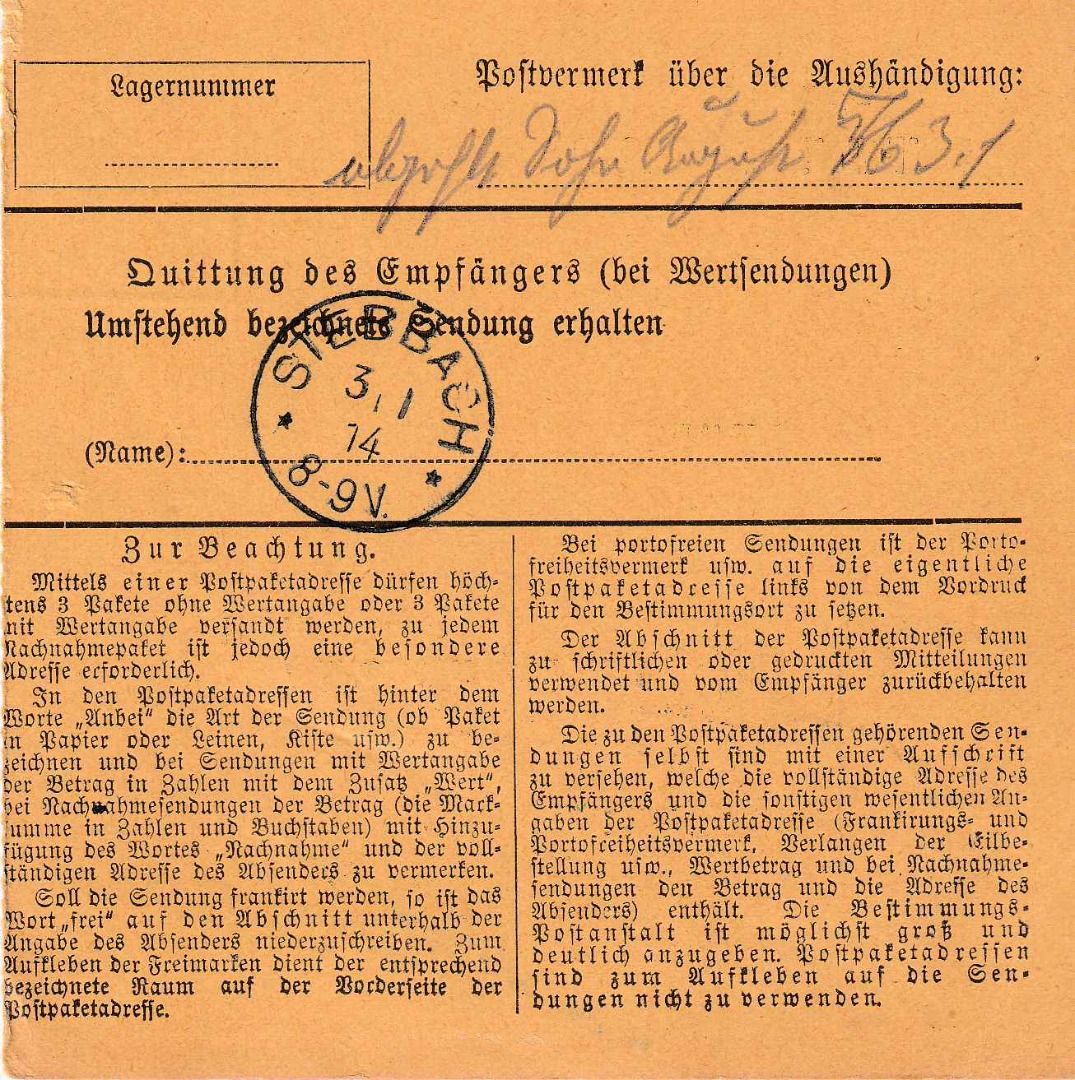 Lagernummer
Postvermerk über die Aushändigung:
Sohn August 3.1
Quittung des Empfängers (bei Wertsendungen)
Umstehend bezeichnete Sendung erhalten
STEBBACH
3.1
14
8-9V.
(Name):
Zur Beachtung.
Mittels einer Postpaketadresse dürfen höch-
tens 3 Pakete ohne Wertangabe oder 3 Pakete
nit Wertangabe versandt werden, zu jedem
Nachnahmepaket ist jedoch eine besondere
Adresse erforderlich.
In den Postpaketadressen ist hinter dem
Worte „Anbei“ die Art der Sendung (ob Paket
in Papier oder Leinen, Kiste usw.) zu be-
zeichnen und bei Sendungen mit Wertangabe
der Betrag in Zahlen mit dem Zusatz „Wert“,
bei Nachnahmesendungen der Betrag (die Mark-
summe in Zahlen und Buchstaben) mit Hinzu-
fügung des Wortes „Nachnahme“ und der voll-
ständigen Adresse des Absenders zu vermerken.
Soll die Sendung frankirt werden, so ist das
Wort „frei“ auf den Abschnitt unterhalb der
Angabe des Absenders niederzuschreiben. Zum
Aufkleben der Freimarken dient der entsprechend
bezeichnete Raum auf der Vorderseite der
Postpaketadresse.
Bei portofreien Sendungen ist der Porto-
freiheitsvermerk usw. auf die eigentliche
Postpaketadresse links von dem Vordruck
für den Bestimmungsort zu setzen.
Der Abschnitt der Postpaketadresse kann
zu schriftlichen oder gedruckten Mitteilungen
verwendet und vom Empfänger zurückbehalten
werden.
Die zu den Postpaketadressen gehörenden Sen-
dungen selbst sind mit einer Aufschrift
zu versehen, welche die vollständige Adresse des
Empfängers und die sonstigen wesentlichen An-
gaben der Postpaketadresse (Frankirungs- und
Portofreiheitsvermerk, Verlangen der Eilbe-
stellung usw., Wertbetrag und bei Nachnahme-
sendungen den Betrag und die Adresse des
Absenders) enthält. Die Bestimmungs-
Postanstalt ist möglichst groß und
deutlich anzugeben. Postpaketadressen
sind zum Aufkleben auf die Sen-
dungen nicht zu verwenden.